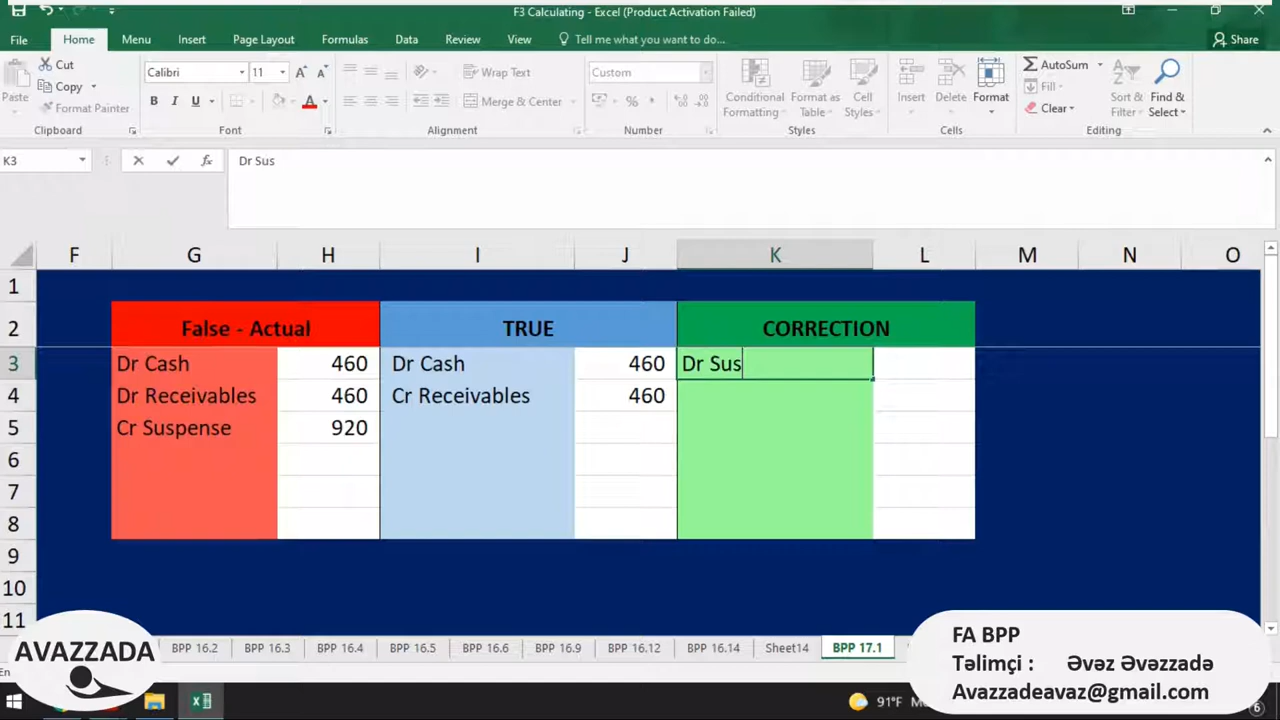 F3 Calculating - Excel (Product Activation Failed)
File Home Menu Insert Page Layout Formulas Data Review View Tell me what you want to do... Share
Cut
Copy
Format Painter
Paste
Clipboard
Calibri 11
B I U
Font
Wrap Text
Merge & Center
Alignment
Custom
%
Number
Conditional Formatting
Format as Table
Cell Styles
Styles
Insert Delete Format
Cells
AutoSum
Fill
Clear
Sort & Filter
Find & Select
Editing
K3 fx Dr Sus
F G H I J K L M N O
1
2 False - Actual TRUE CORRECTION
3 Dr Cash 460 Dr Cash 460 Dr Sus
4 Dr Receivables 460 Cr Receivables 460
5 Cr Suspense 920
6
7
8
9
10
11
BPP 16.2 BPP 16.3 BPP 16.4 BPP 16.5 BPP 16.6 BPP 16.9 BPP 16.12 BPP 16.14 Sheet14 BPP 17.1
AVAZZADA
FA BPP
Təlimçi : Əvəz Əvəzzadə
Avazzadeavaz@gmail.com
91°F
6